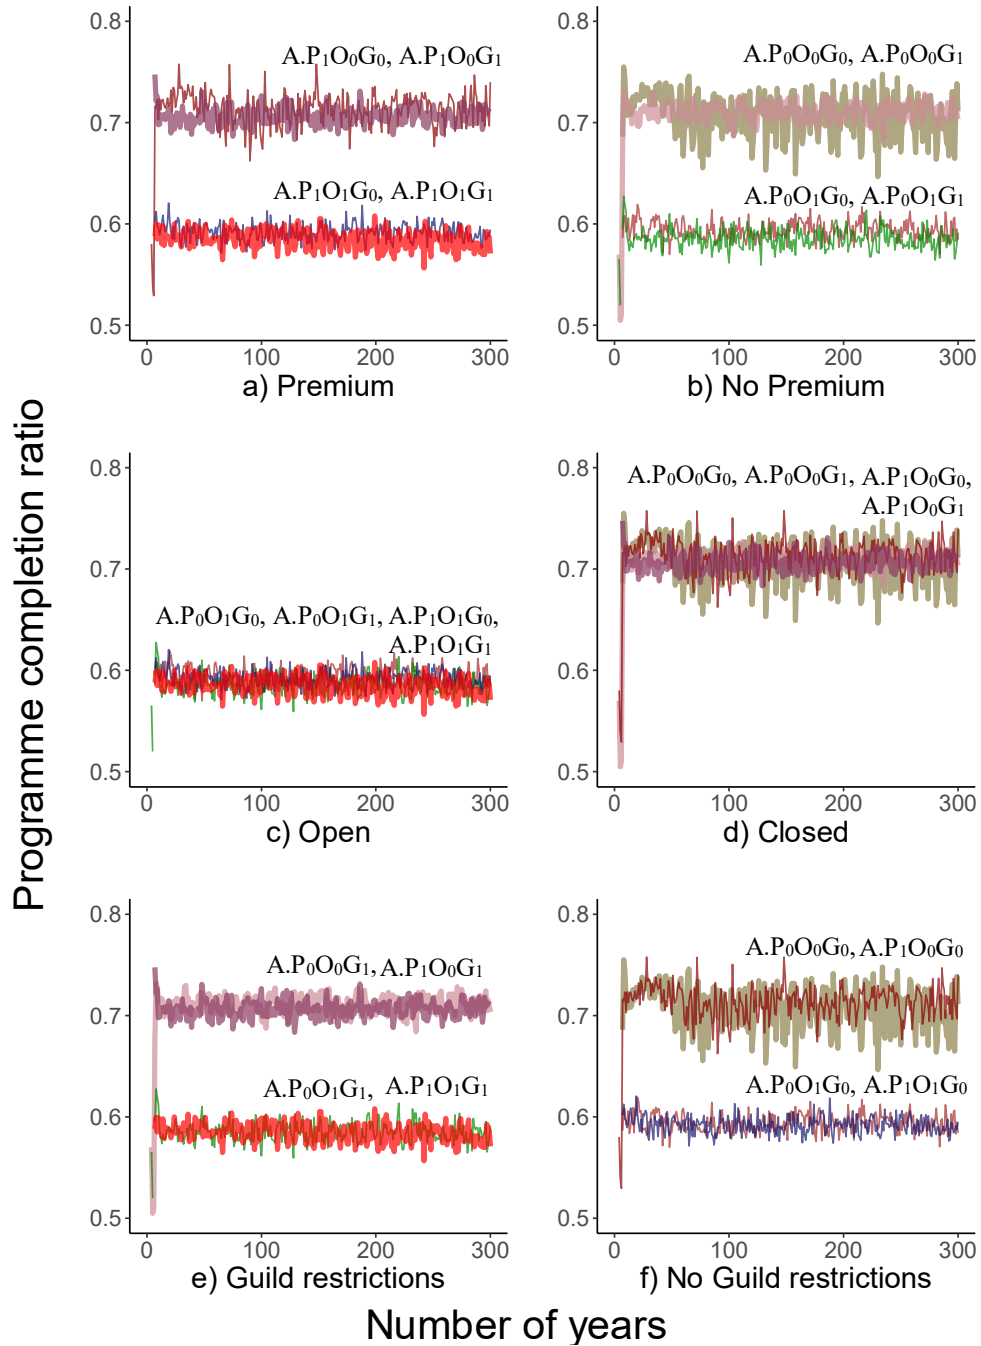 0.8
A.P₁O₀G₀, A.P₁O₀G₁
0.7
A.P₁O₁G₀, A.P₁O₁G₁
0.6
0.5
0 100 200 300
a) Premium
0.8
A.P₀O₀G₀, A.P₀O₀G₁
0.7
A.P₀O₁G₀, A.P₀O₁G₁
0.6
0.5
0 100 200 300
b) No Premium
Programme completion ratio
0.8
0.7
A.P₀O₁G₀, A.P₀O₁G₁, A.P₁O₁G₀,
A.P₁O₁G₁
0.6
0.5
0 100 200 300
c) Open
0.8
A.P₀O₀G₀, A.P₀O₀G₁, A.P₁O₀G₀,
A.P₁O₀G₁
0.7
0.6
0.5
0 100 200 300
d) Closed
0.8
A.P₀O₀G₁, A.P₁O₀G₁
0.7
A.P₀O₁G₁, A.P₁O₁G₁
0.6
0.5
0 100 200 300
e) Guild restrictions
0.8
A.P₀O₀G₀, A.P₁O₀G₀
0.7
A.P₀O₁G₀, A.P₁O₁G₀
0.6
0.5
0 100 200 300
f) No Guild restrictions
Number of years